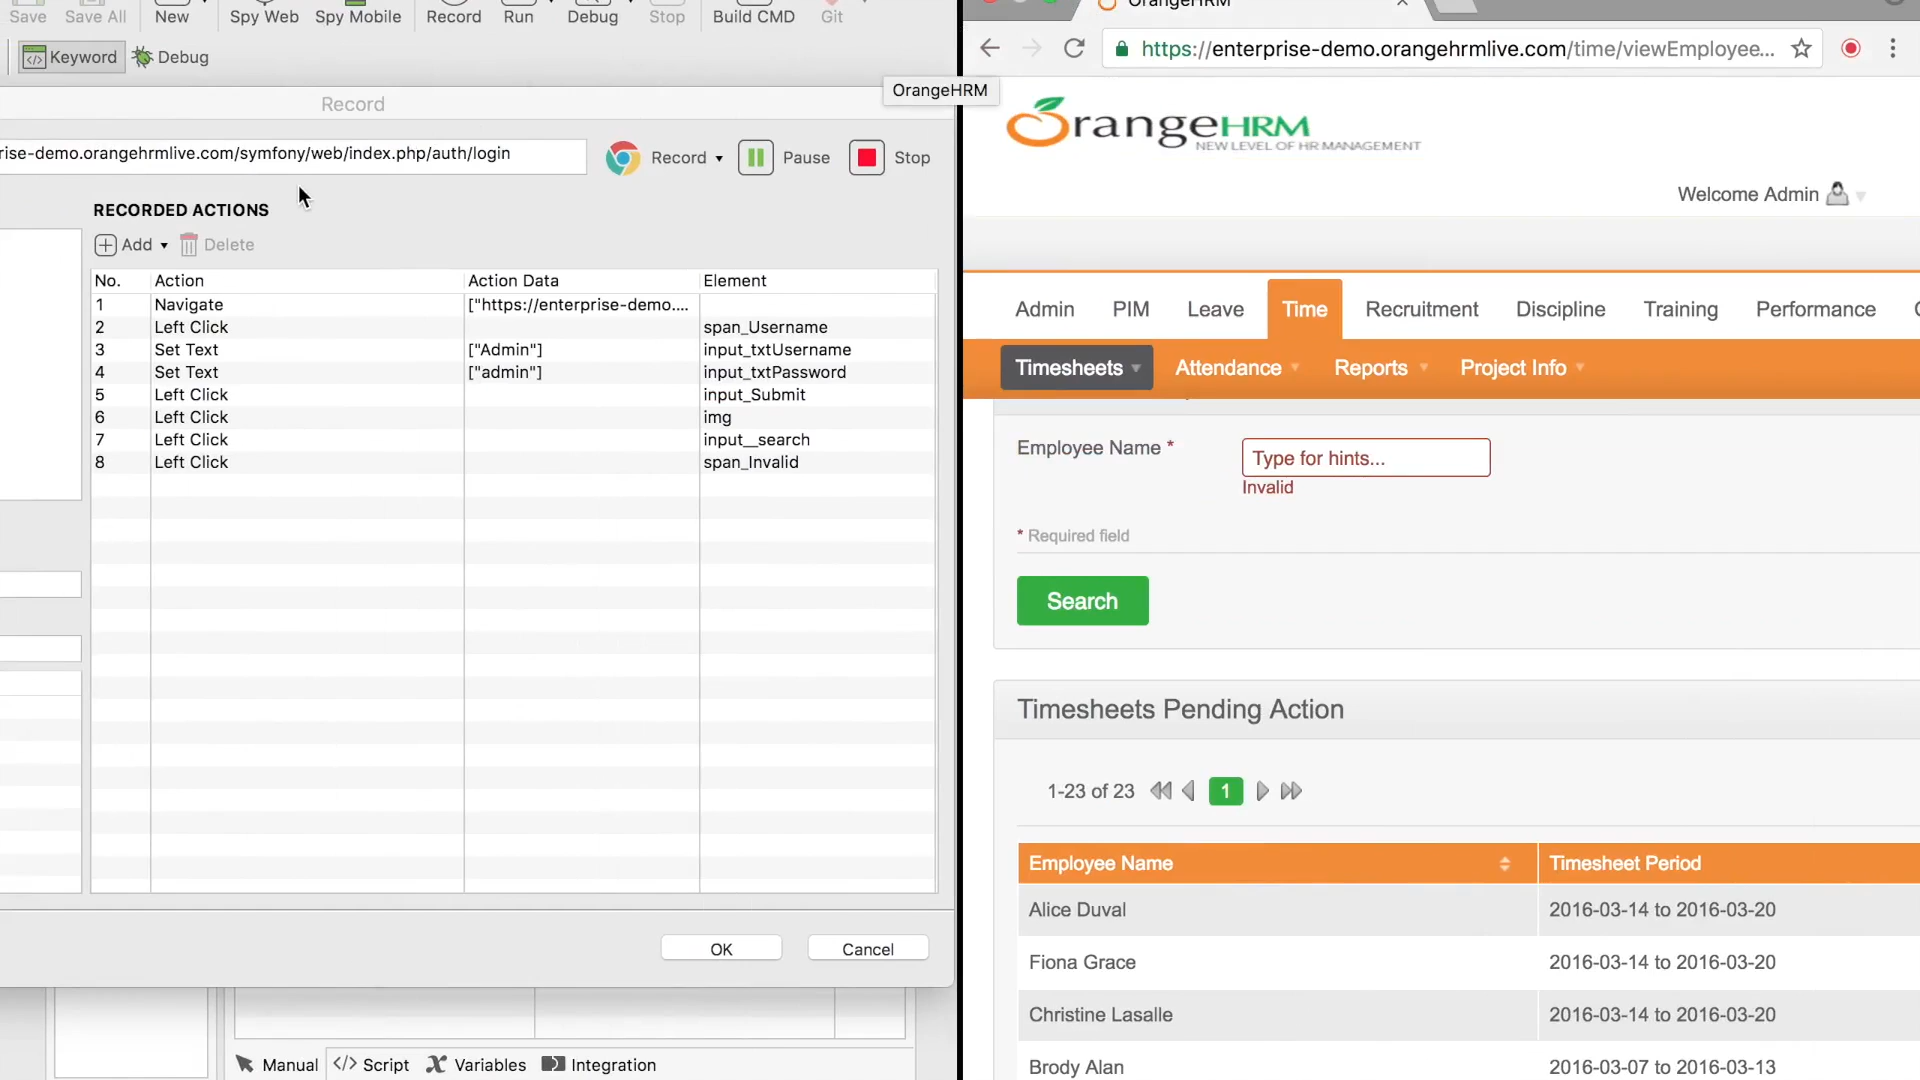 Save Save All New Spy Web Spy Mobile Record Run Debug Stop Build CMD Git
Keyword Debug
Record
rise-demo.orangehrmlive.com/symfony/web/index.php/auth/login
Record Pause Stop
RECORDED ACTIONS
Add Delete
No. Action Action Data Element
1 Navigate ["https://enterprise-demo....
2 Left Click span_Username
3 Set Text ["Admin"] input_txtUsername
4 Set Text ["admin"] input_txtPassword
5 Left Click input_Submit
6 Left Click img
7 Left Click input__search
8 Left Click span_Invalid
OK Cancel
Manual Script Variables Integration
OrangeHRM
OrangeHRM
https://enterprise-demo.orangehrmlive.com/time/viewEmployee...
OrangeHRM
NEW LEVEL OF HR MANAGEMENT
Welcome Admin
Admin PIM Leave Time Recruitment Discipline Training Performance
Timesheets Attendance Reports Project Info
Employee Name * Type for hints...
Invalid
* Required field
Search
Timesheets Pending Action
1-23 of 23 1
Employee Name Timesheet Period
Alice Duval 2016-03-14 to 2016-03-20
Fiona Grace 2016-03-14 to 2016-03-20
Christine Lasalle 2016-03-14 to 2016-03-20
Brody Alan 2016-03-07 to 2016-03-13